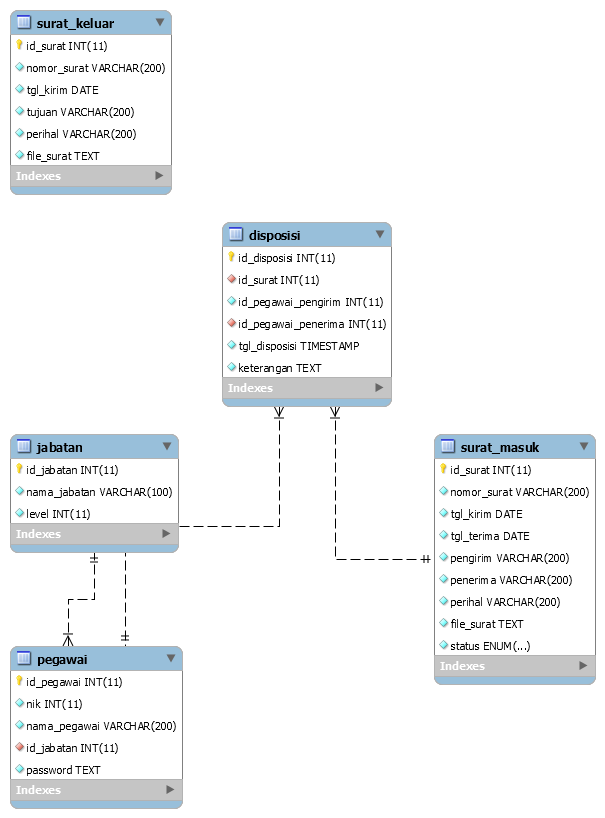 surat_keluar
id_surat INT(11)
nomor_surat VARCHAR(200)
tgl_kirim DATE
tujuan VARCHAR(200)
perihal VARCHAR(200)
file_surat TEXT
Indexes
disposisi
id_disposisi INT(11)
id_surat INT(11)
id_pegawai_pengirim INT(11)
id_pegawai_penerima INT(11)
tgl_disposisi TIMESTAMP
keterangan TEXT
Indexes
jabatan
id_jabatan INT(11)
nama_jabatan VARCHAR(100)
level INT(11)
Indexes
surat_masuk
id_surat INT(11)
nomor_surat VARCHAR(200)
tgl_kirim DATE
tgl_terima DATE
pengirim VARCHAR(200)
penerima VARCHAR(200)
perihal VARCHAR(200)
file_surat TEXT
status ENUM(...)
Indexes
pegawai
id_pegawai INT(11)
nik INT(11)
nama_pegawai VARCHAR(200)
id_jabatan INT(11)
password TEXT
Indexes